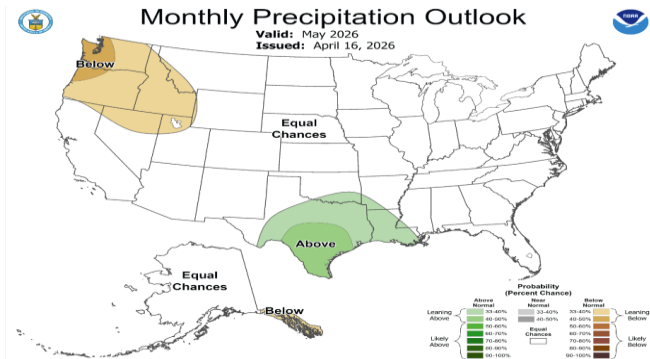 Monthly Precipitation Outlook
Valid: May 2026
Issued: April 16, 2026
NOAA
Below
Equal
Chances
Above
Equal
Chances
Below
Probability
(Percent Chance)
Above
Normal
Near
Normal
Below
Normal
Leaning
Above
33-40%
40-50%
33-40%
40-50%
33-40%
40-50%
Leaning
Below
Likely
Above
50-60%
60-70%
70-80%
80-90%
90-100%
Equal
Chances
50-60%
60-70%
70-80%
80-90%
90-100%
Likely
Below